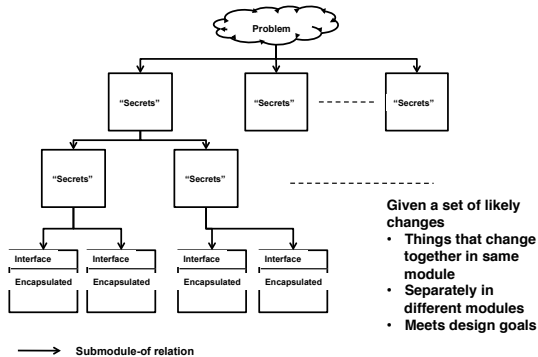 Problem
“Secrets”
“Secrets”
“Secrets”
“Secrets”
“Secrets”
Given a set of likely
changes
• Things that change
together in same
module
• Separately in
different modules
• Meets design goals
Interface
Encapsulated
Interface
Encapsulated
Interface
Encapsulated
Interface
Encapsulated
Submodule-of relation